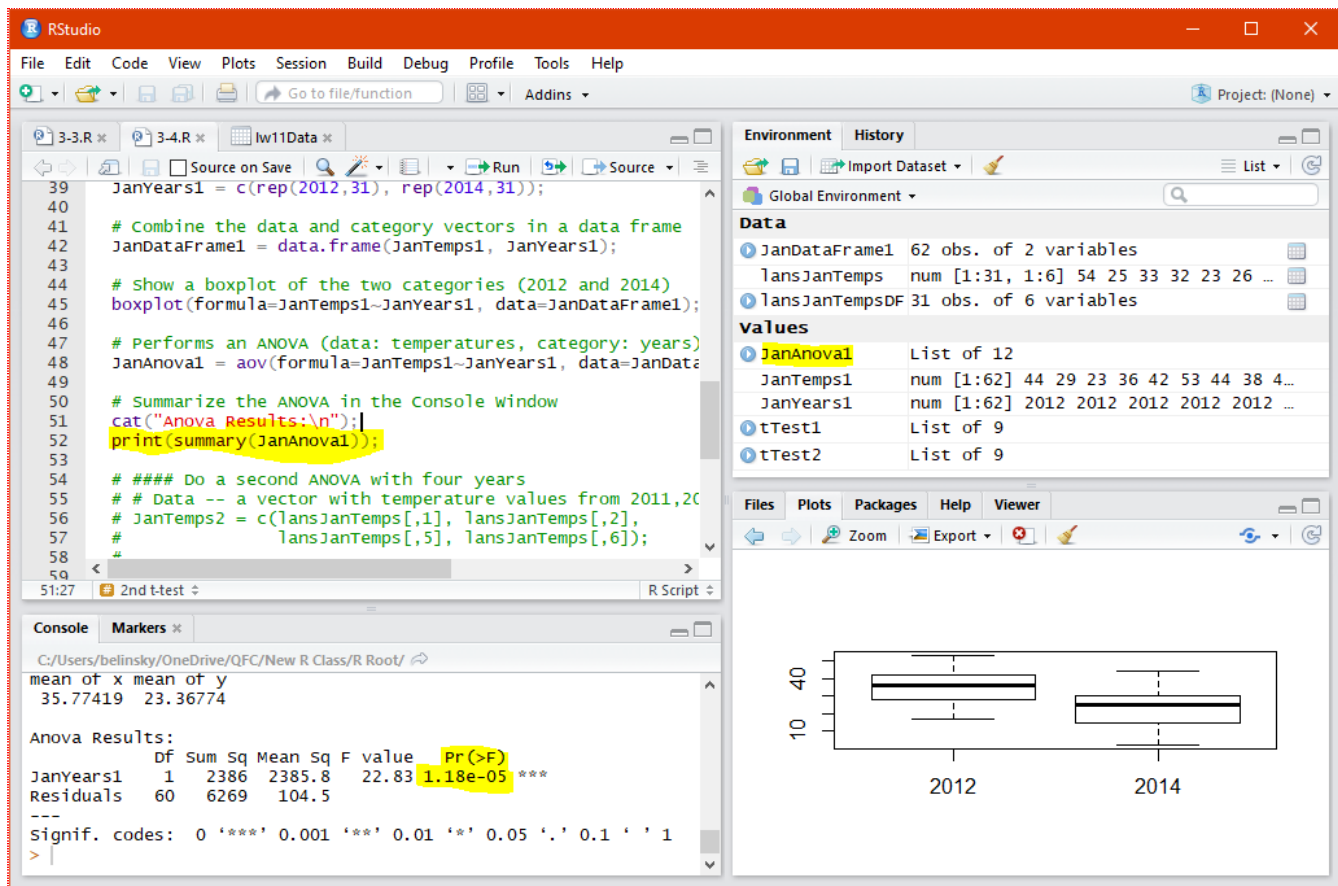 RStudio
File Edit Code View Plots Session Build Debug Profile Tools Help
Go to file/function Addins Project: (None)
3-3.R 3-4.R lw11Data
Source on Save Run Source
39 JanYears1 = c(rep(2012,31), rep(2014,31));
40
41 # Combine the data and category vectors in a data frame
42 JanDataFrame1 = data.frame(JanTemps1, JanYears1);
43
44 # Show a boxplot of the two categories (2012 and 2014)
45 boxplot(formula=JanTemps1~JanYears1, data=JanDataFrame1);
46
47 # Performs an ANOVA (data: temperatures, category: years)
48 JanAnova1 = aov(formula=JanTemps1~JanYears1, data=JanData
49
50 # Summarize the ANOVA in the Console Window
51 cat("Anova Results:\n");
52 print(summary(JanAnova1));
53
54 # #### Do a second ANOVA with four years
55 # # Data -- a vector with temperature values from 2011,20
56 # JanTemps2 = c(lansJanTemps[,1], lansJanTemps[,2],
57 # lansJanTemps[,5], lansJanTemps[,6]);
58 #
59
51:27 2nd t-test R Script
Console Markers
C:/Users/belinsky/OneDrive/QFC/New R Class/R Root/
mean of x mean of y
35.77419 23.36774
Anova Results:
Df Sum Sq Mean Sq F value Pr(>F)
JanYears1 1 2386 2385.8 22.83 1.18e-05 ***
Residuals 60 6269 104.5
---
Signif. codes: 0 ‘***’ 0.001 ‘**’ 0.01 ‘*’ 0.05 ‘.’ 0.1 ‘ ’ 1
>
Environment History
Import Dataset List
Global Environment
Data
JanDataFrame1 62 obs. of 2 variables
lansJanTemps num [1:31, 1:6] 54 25 33 32 23 26 …
lansJanTempsDF 31 obs. of 6 variables
Values
JanAnova1 List of 12
JanTemps1 num [1:62] 44 29 23 36 42 53 44 38 4…
JanYears1 num [1:62] 2012 2012 2012 2012 2012 …
tTest1 List of 9
tTest2 List of 9
Files Plots Packages Help Viewer
Zoom Export
40
10
2012 2014